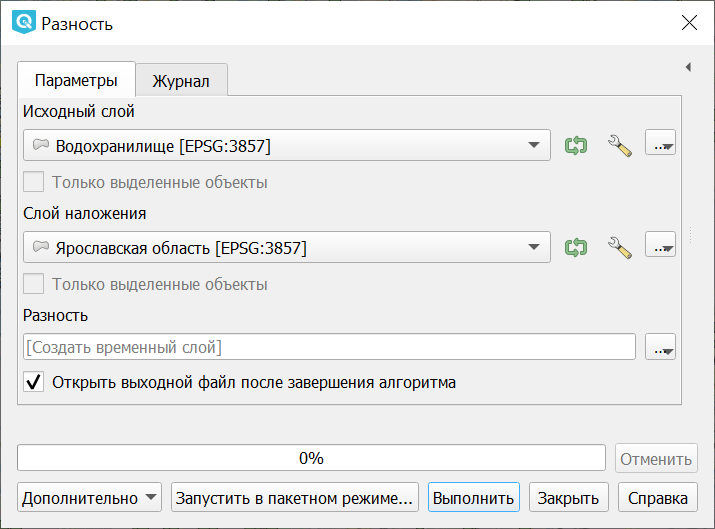 Разность
Параметры
Журнал
Исходный слой
Водохранилище [EPSG:3857]
...
Только выделенные объекты
Слой наложения
Ярославская область [EPSG:3857]
...
Только выделенные объекты
Разность
[Создать временный слой]
...
Открыть выходной файл после завершения алгоритма
0%
Отменить
Дополнительно
Запустить в пакетном режиме...
Выполнить
Закрыть
Справка